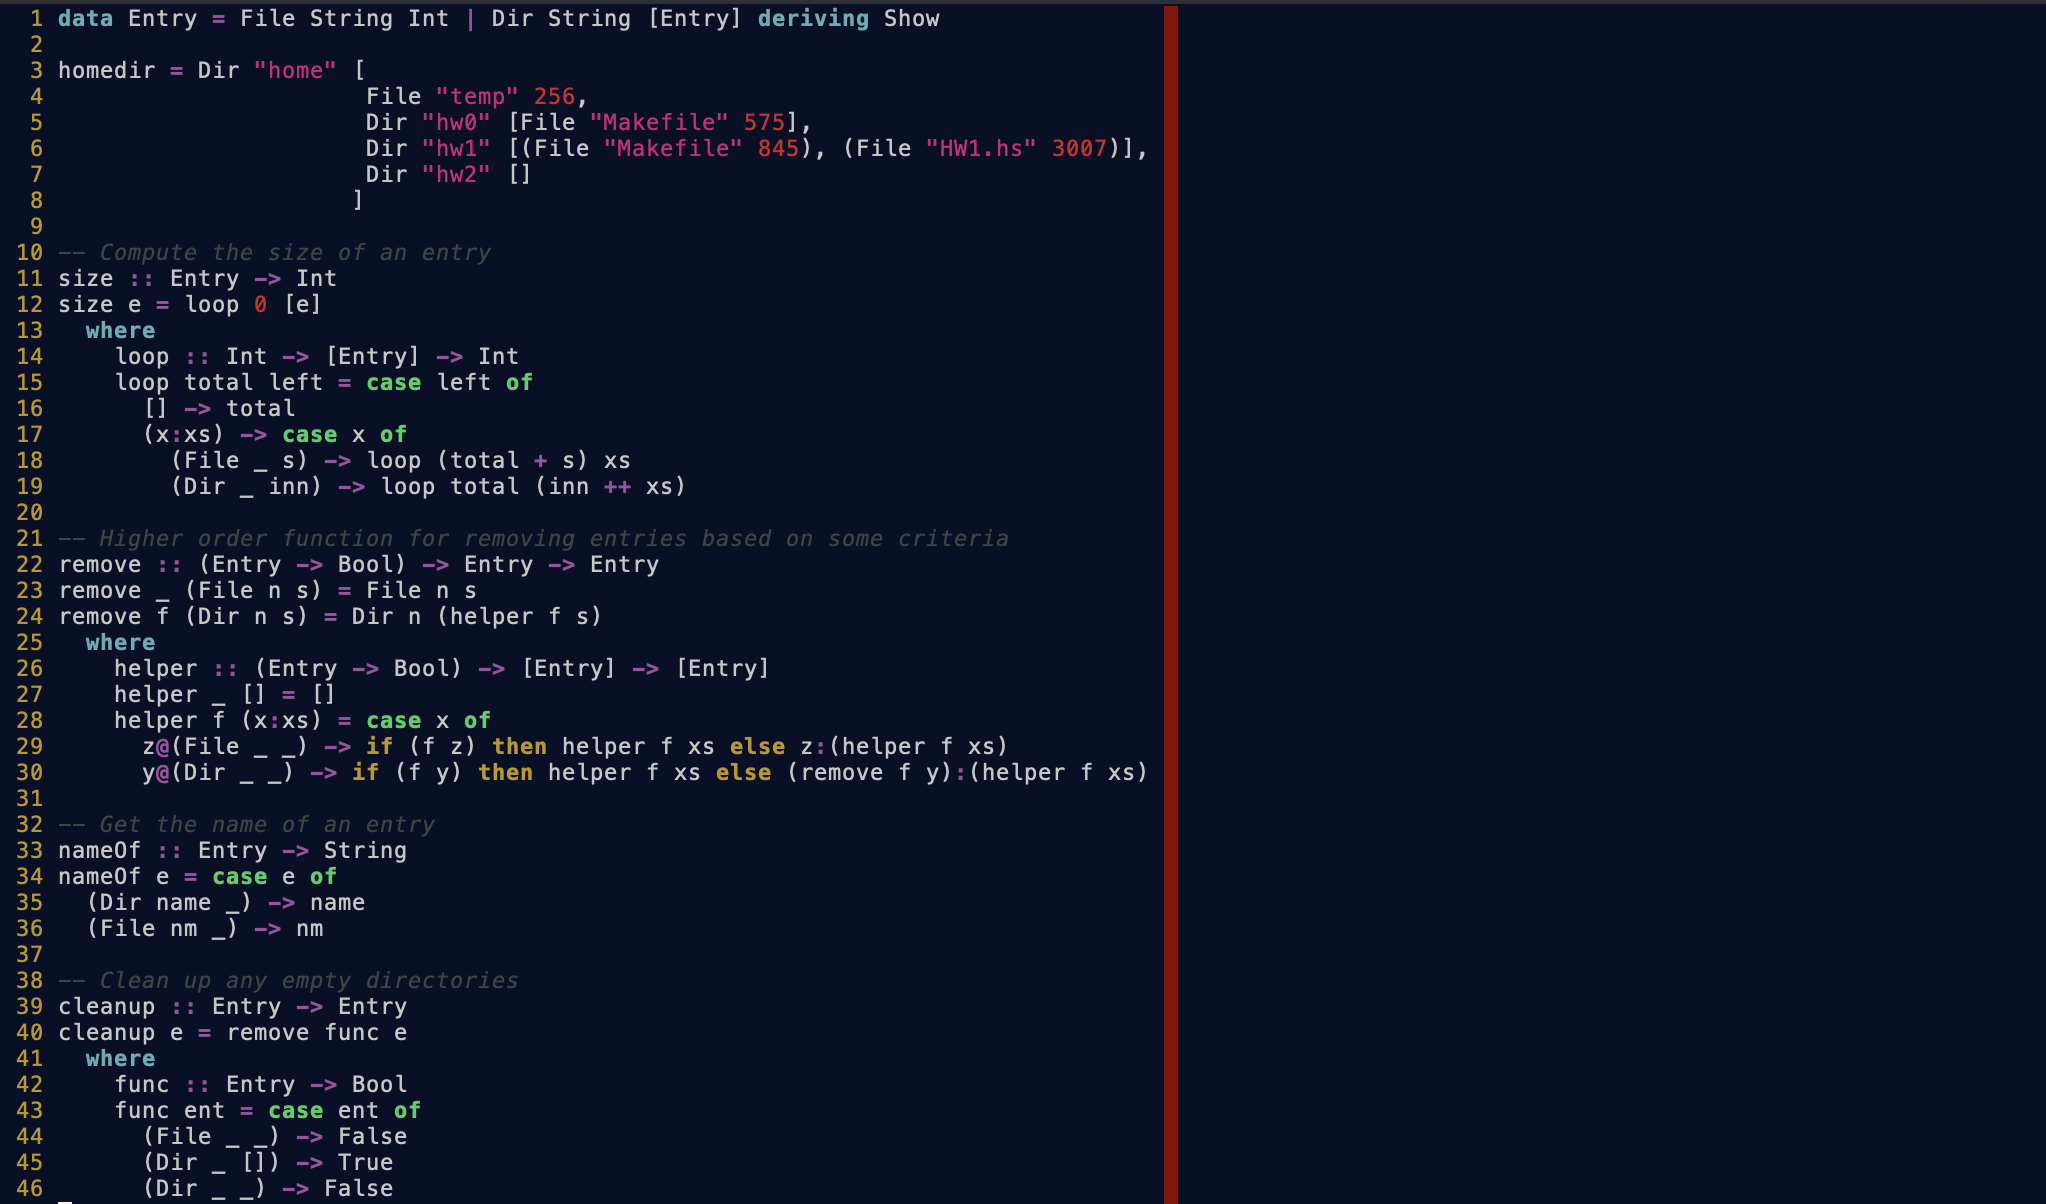 1 data Entry = File String Int | Dir String [Entry] deriving Show
2
3 homedir = Dir "home" [
4                       File "temp" 256,
5                       Dir "hw0" [File "Makefile" 575],
6                       Dir "hw1" [(File "Makefile" 845), (File "HW1.hs" 3007)],
7                       Dir "hw2" []
8                      ]
9
10 -- Compute the size of an entry
11 size :: Entry -> Int
12 size e = loop 0 [e]
13   where
14     loop :: Int -> [Entry] -> Int
15     loop total left = case left of
16       [] -> total
17       (x:xs) -> case x of
18         (File _ s) -> loop (total + s) xs
19         (Dir _ inn) -> loop total (inn ++ xs)
20
21 -- Higher order function for removing entries based on some criteria
22 remove :: (Entry -> Bool) -> Entry -> Entry
23 remove _ (File n s) = File n s
24 remove f (Dir n s) = Dir n (helper f s)
25   where
26     helper :: (Entry -> Bool) -> [Entry] -> [Entry]
27     helper _ [] = []
28     helper f (x:xs) = case x of
29       z@(File _ _) -> if (f z) then helper f xs else z:(helper f xs)
30       y@(Dir _ _) -> if (f y) then helper f xs else (remove f y):(helper f xs)
31
32 -- Get the name of an entry
33 nameOf :: Entry -> String
34 nameOf e = case e of
35   (Dir name _) -> name
36   (File nm _) -> nm
37
38 -- Clean up any empty directories
39 cleanup :: Entry -> Entry
40 cleanup e = remove func e
41   where
42     func :: Entry -> Bool
43     func ent = case ent of
44       (File _ _) -> False
45       (Dir _ []) -> True
46       (Dir _ _) -> False